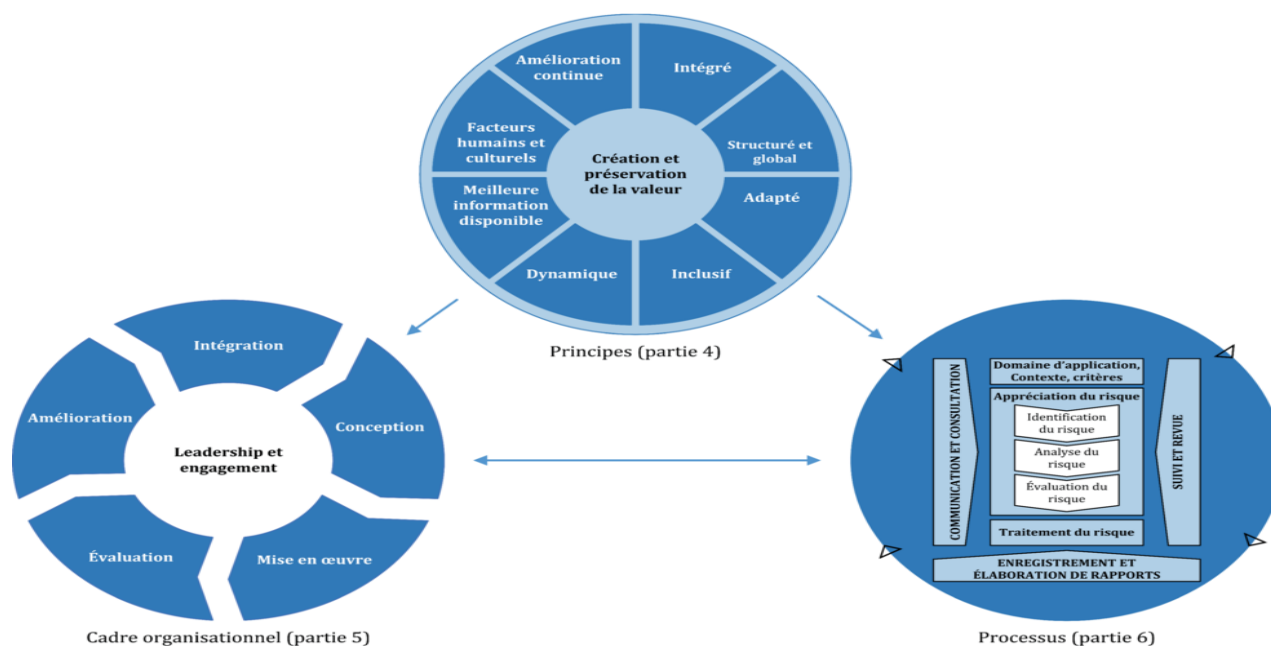 Amélioration
continue
Intégré
Facteurs
humains et
culturels
Création et
préservation
de la valeur
Structuré et
global
Meilleure
information
disponible
Adapté
Dynamique
Inclusif
Principes (partie 4)
Intégration
Amélioration
Conception
Leadership et
engagement
Évaluation
Mise en œuvre
Cadre organisationnel (partie 5)
COMMUNICATION ET CONSULTATION
Domaine d'application,
Contexte, critères
Appréciation du risque
Identification
du risque
Analyse du
risque
Évaluation du
risque
Traitement du risque
SUIVI ET REVUE
ENREGISTREMENT ET
ÉLABORATION DE RAPPORTS
Processus (partie 6)